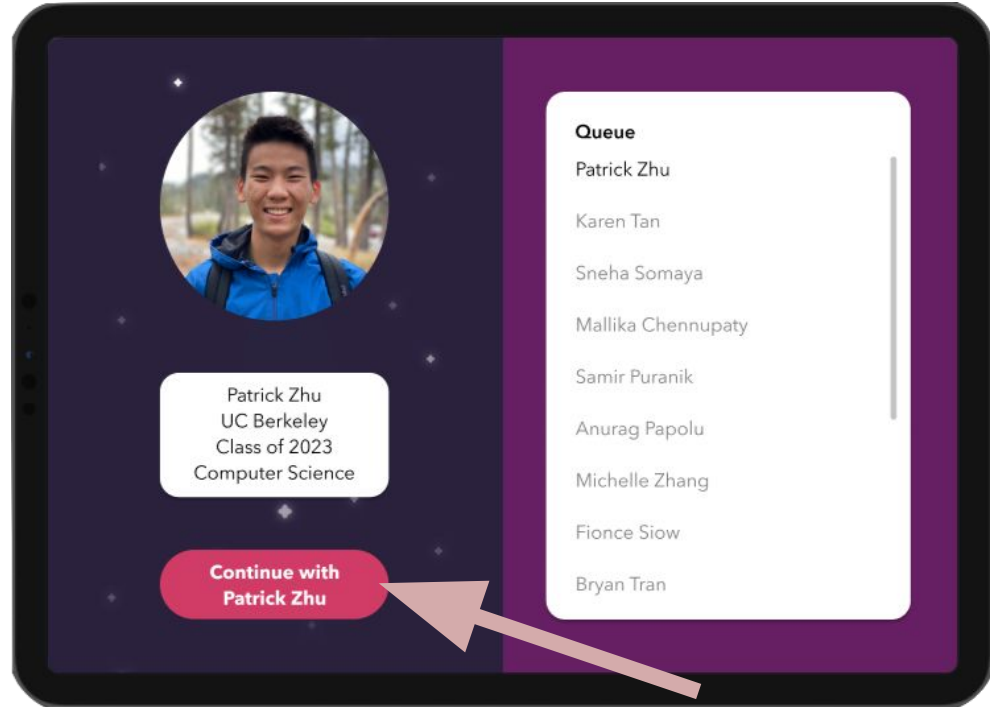 Patrick Zhu
UC Berkeley
Class of 2023
Computer Science
Continue with
Patrick Zhu
Queue
Patrick Zhu
Karen Tan
Sneha Somaya
Mallika Chennupaty
Samir Puranik
Anurag Papolu
Michelle Zhang
Fionce Siow
Bryan Tran